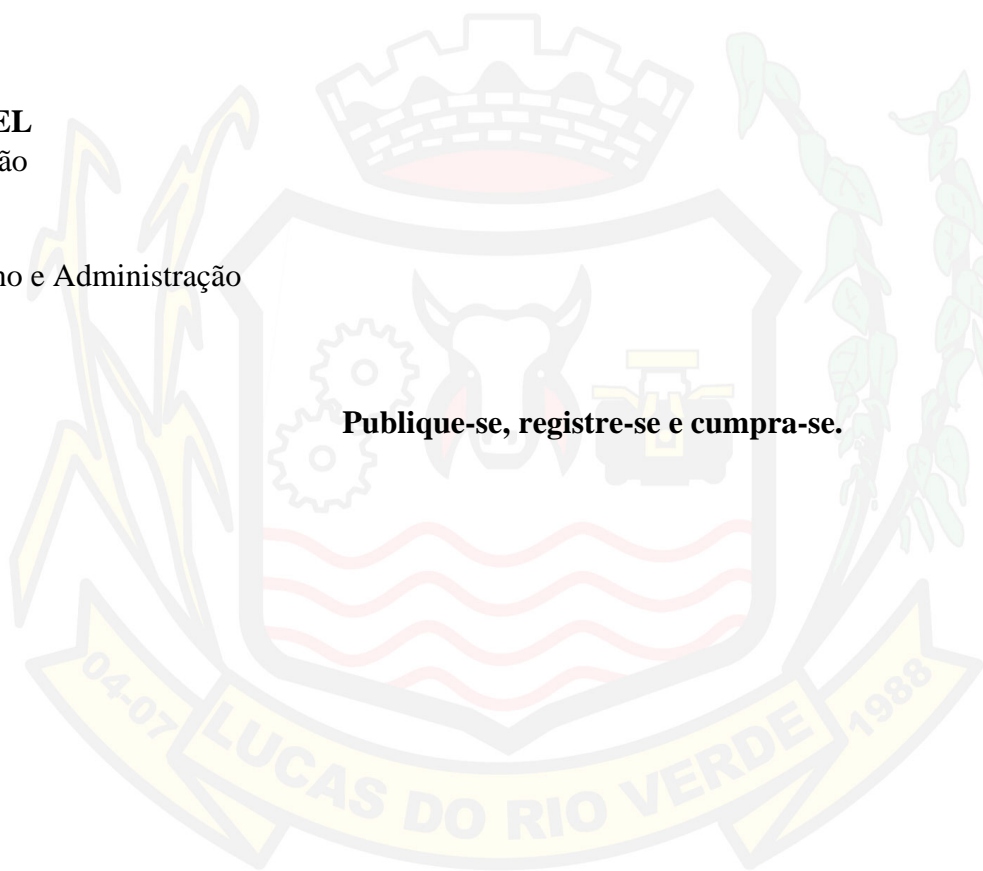 EL
ão
no e Administração
Publique-se, registre-se e cumpra-se.
04-07 LUCAS DO RIO VERDE 1988